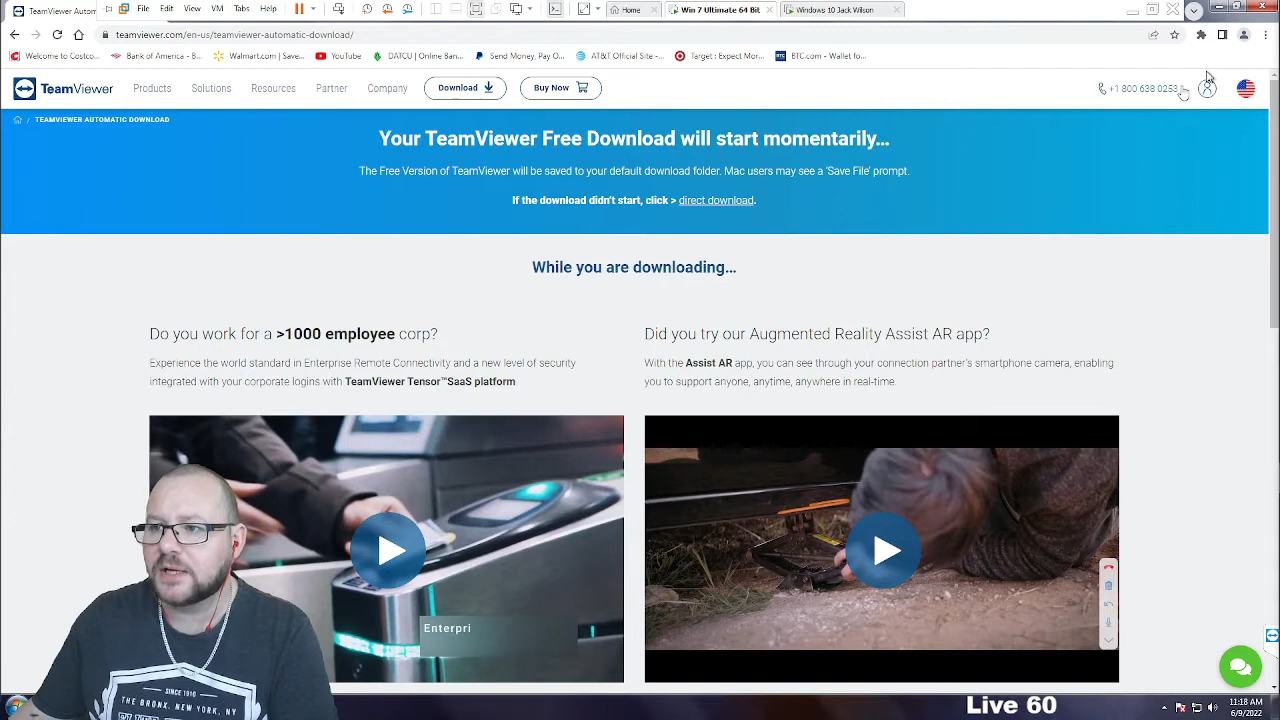 TeamViewer Autom
File Edit View VM Tabs Help
Home
Win 7 Ultimate 64 Bit
Windows 10 Jack Wilson
teamviewer.com/en-us/teamviewer-automatic-download/
Welcome to Costco... Bank of America - B... Walmart.com | Save... YouTube DATCU | Online Ban... Send Money, Pay O... AT&T Official Site -... Target : Expect Mor... BTC.com - Wallet fo...
TeamViewer Products Solutions Resources Partner Company Download Buy Now +1 800 638 0253
/ TEAMVIEWER AUTOMATIC DOWNLOAD
Your TeamViewer Free Download will start momentarily...
The Free Version of TeamViewer will be saved to your default download folder. Mac users may see a 'Save File' prompt.
If the download didn't start, click > direct download.
While you are downloading...
Do you work for a >1000 employee corp?
Experience the world standard in Enterprise Remote Connectivity and a new level of security
integrated with your corporate logins with TeamViewer Tensor™SaaS platform
Did you try our Augmented Reality Assist AR app?
With the Assist AR app, you can see through your connection partner's smartphone camera, enabling
you to support anyone, anytime, anywhere in real-time.
Enterpri
SINCE 1910
THE BRONX, NEW YORK, NY
Live 60
11:18 AM
6/9/2022